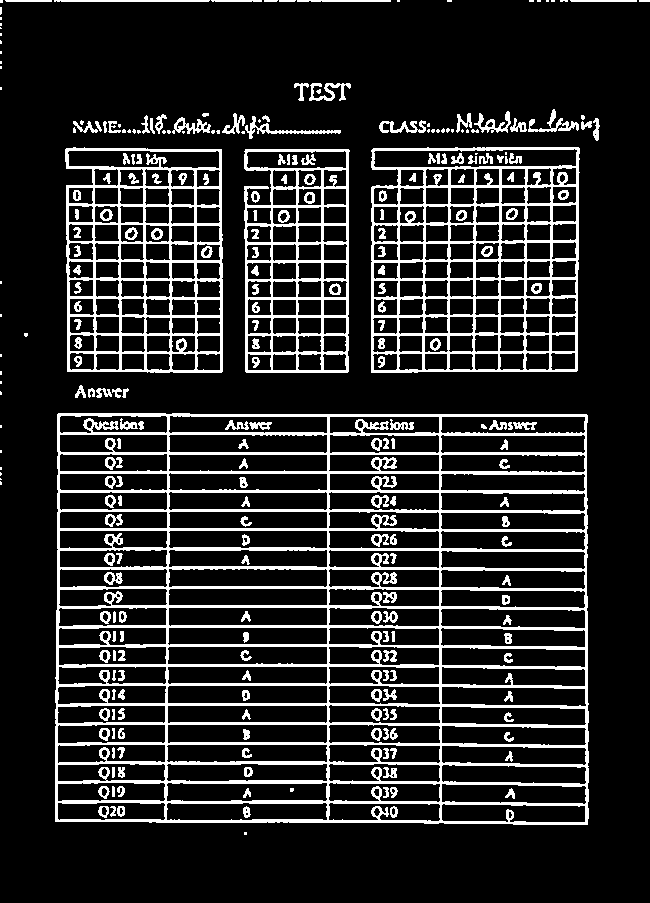 TEST
NAME:....Hồ Quốc Nghĩa.................. CLASS:......Machine learning
Mã lớp Mã đề Mã số sinh viên
1 2 2 8 3 1 0 5 1 8 1 3 1 5 0
0 0 O 0 O
1 O 1 O 1 O O O
2 O O 2 2
3 O 3 3 O
4 4 4
5 5 O 5 O
6 6 6
7 7 7
8 O 8 8 O
9 9 9
Answer
Questions Answer Questions Answer
Q1 A Q21 A
Q2 A Q22 C
Q3 B Q23
Q4 A Q24 A
Q5 C Q25 B
Q6 D Q26 C
Q7 A Q27
Q8 Q28 A
Q9 Q29 D
Q10 A Q30 A
Q11 B Q31 B
Q12 C Q32 C
Q13 A Q33 A
Q14 D Q34 A
Q15 A Q35 C
Q16 B Q36 C
Q17 C Q37 A
Q18 D Q38
Q19 A Q39 A
Q20 B Q40 D